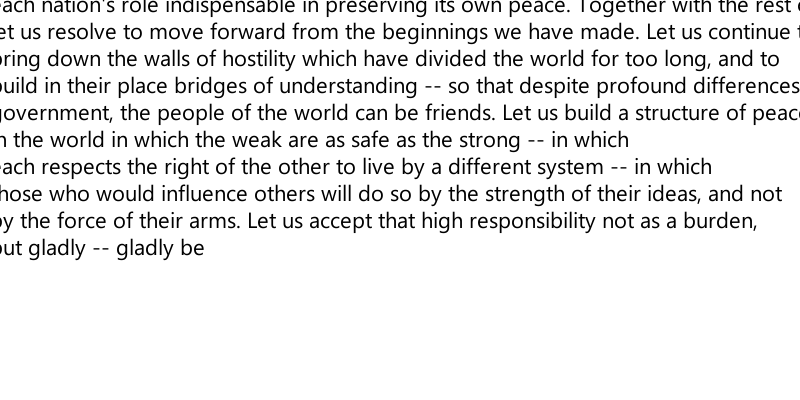 each nation's role indispensable in preserving its own peace. Together with the rest
let us resolve to move forward from the beginnings we have made. Let us continue
bring down the walls of hostility which have divided the world for too long, and to
build in their place bridges of understanding -- so that despite profound differences
government, the people of the world can be friends. Let us build a structure of peace
in the world in which the weak are as safe as the strong -- in which
each respects the right of the other to live by a different system -- in which
those who would influence others will do so by the strength of their ideas, and not
by the force of their arms. Let us accept that high responsibility not as a burden,
but gladly -- gladly be